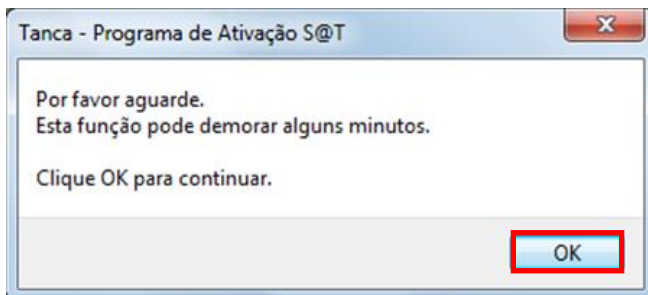 Tanca - Programa de Ativação S@T
Por favor aguarde.
Esta função pode demorar alguns minutos.
Clique OK para continuar.
OK